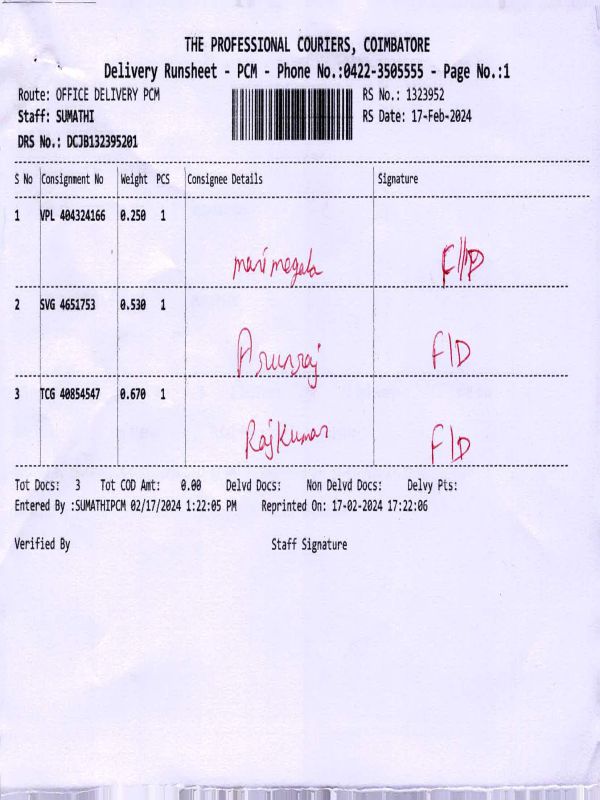 THE PROFESSIONAL COURIERS, COIMBATORE
Delivery Runsheet - PCM - Phone No.:0422-3505555 - Page No.:1
Route: OFFICE DELIVERY PCM RS No.: 1323952
Staff: SUMATHI RS Date: 17-Feb-2024
DRS No.: DCJB132395201
S No Consignment No Weight PCS Consignee Details Signature
1 VPL 404324166 0.250 1
marimegala F/D
2 SVG 4651753 0.530 1
Arunraj F/D
3 TCG 40854547 0.670 1
Rajkumar F/D
Tot Docs: 3 Tot COD Amt: 0.00 Delvd Docs: Non Delvd Docs: Delvy Pts:
Entered By :SUMATHIPCM 02/17/2024 1:22:05 PM Reprinted On: 17-02-2024 17:22:06
Verified By Staff Signature